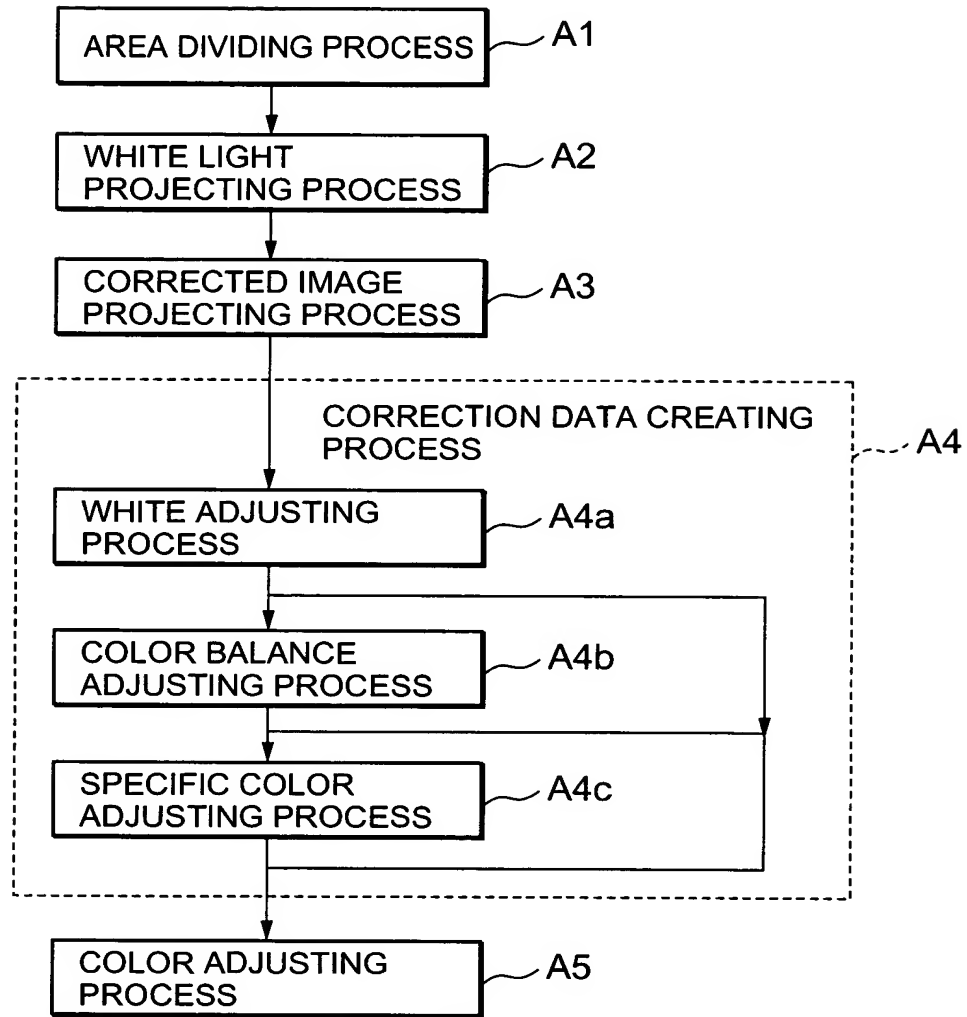 AREA DIVIDING PROCESS
A1
WHITE LIGHT
PROJECTING PROCESS
A2
CORRECTED IMAGE
PROJECTING PROCESS
A3
CORRECTION DATA CREATING
PROCESS
A4
WHITE ADJUSTING
PROCESS
A4a
COLOR BALANCE
ADJUSTING PROCESS
A4b
SPECIFIC COLOR
ADJUSTING PROCESS
A4c
COLOR ADJUSTING
PROCESS
A5